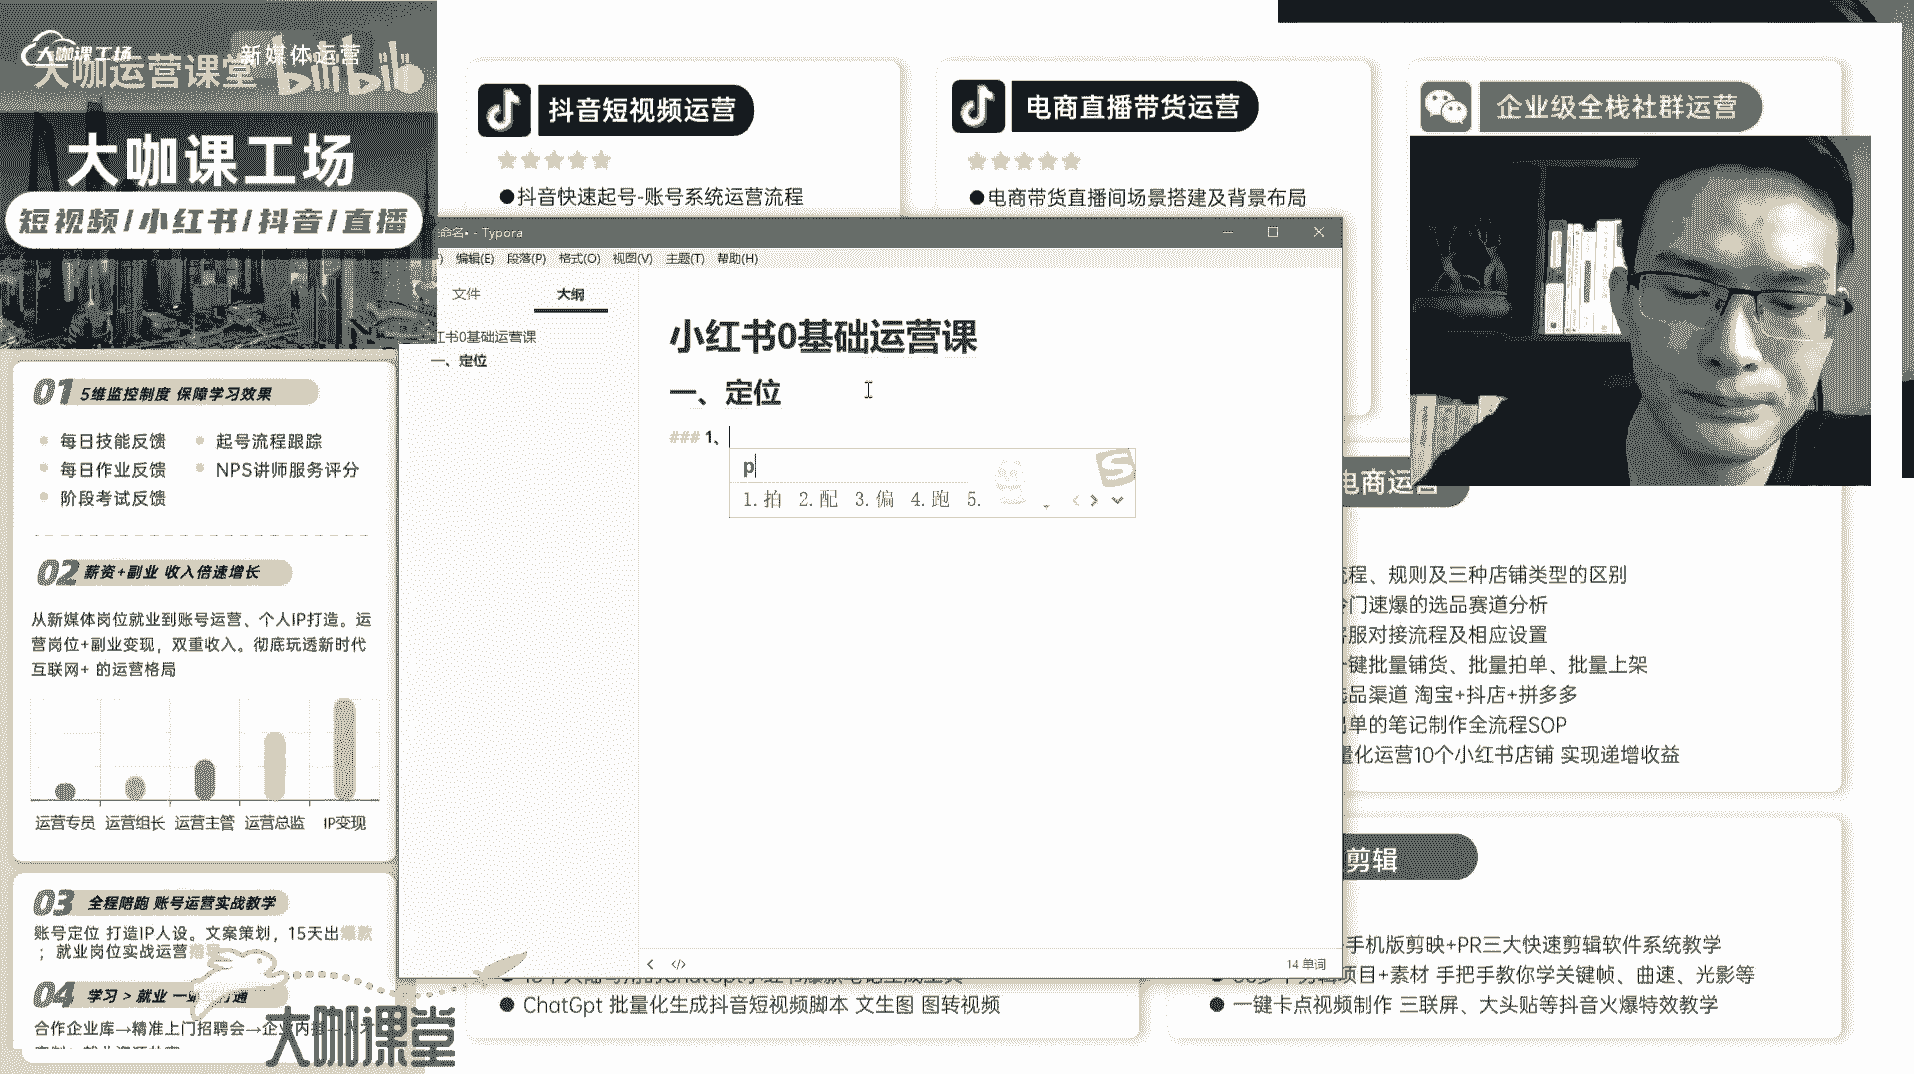 大咖课工场
新媒体运营
大咖运营课堂
bilibili
大咖课工场
短视频/小红书/抖音/直播
01 5维监控制度 保障学习效果
每日技能反馈
起号流程跟踪
每日作业反馈
NPS讲师服务评分
阶段考试反馈
02 薪资+副业 收入倍速增长
从新媒体岗位就业到账号运营、个人IP打造。运
营岗位+副业变现，双重收入。彻底玩透新时代
互联网+ 的运营格局
运营专员 运营组长 运营主管 运营总监 IP变现
03 全程陪跑 账号运营实战教学
账号定位 打造IP人设。文案策划，15天出爆款
；就业岗位实战运营
04 学习 > 就业 一
通
合作企业库→精准上门招聘会→企业内推
大咖课堂
抖音短视频运营
●抖音快速起号-账号系统运营流程
电商直播带货运营
●电商带货直播间场景搭建及背景布局
企业级全栈社群运营
命名• - Typora
) 编辑(E) 段落(P) 格式(O) 视图(V) 主题(T) 帮助(H)
文件
大纲
红书0基础运营课
一、定位
小红书0基础运营课
一、定位
### 1、
p
1.拍 2.配 3.偏 4.跑 5.
14 单词
电商运营
流程、规则及三种店铺类型的区别
冷门速爆的选品赛道分析
客服对接流程及相应设置
一键批量铺货、批量拍单、批量上架
选品渠道 淘宝+抖店+拼多多
出单的笔记制作全流程SOP
量化运营10个小红书店铺 实现递增收益
● ChatGpt 批量化生成抖音短视频脚本 文生图 图转视频
剪辑
手机版剪映+PR三大快速剪辑软件系统教学
项目+素材 手把手教你学关键帧、曲速、光影等
● 一键卡点视频制作 三联屏、大头贴等抖音火爆特效教学